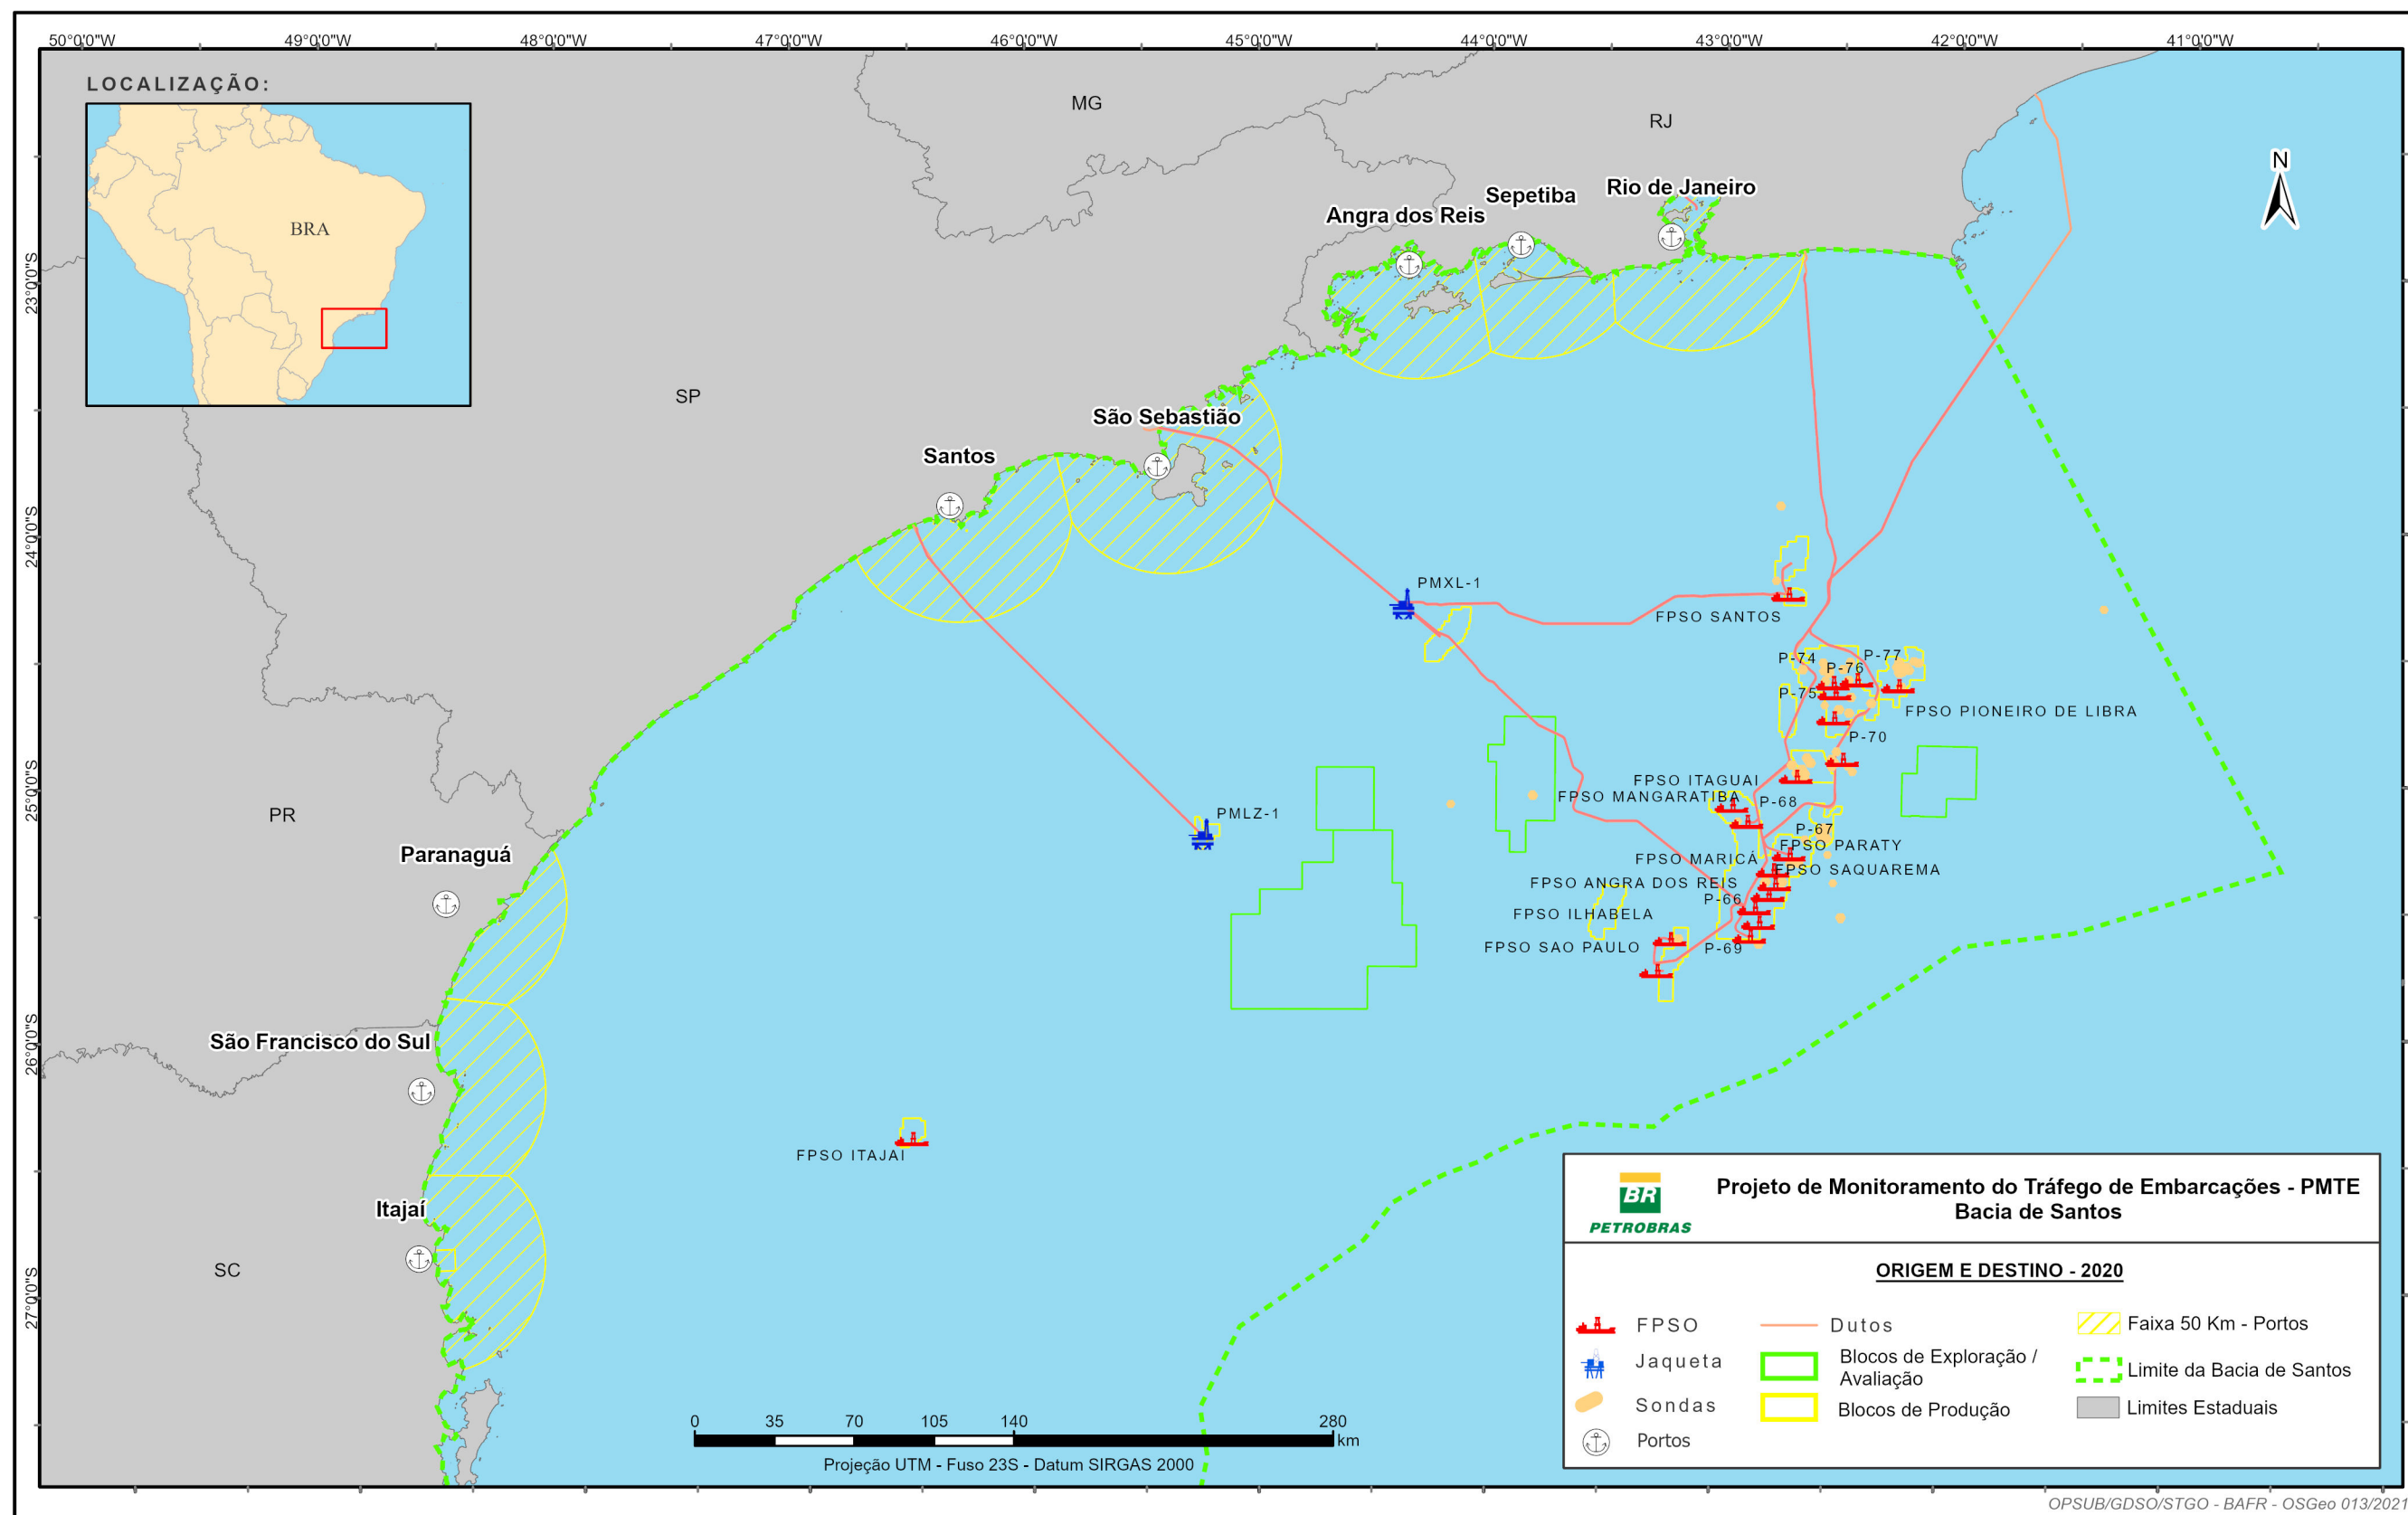 50°0'0"W
49°0'0"W
48°0'0"W
47°0'0"W
46°0'0"W
45°0'0"W
44°0'0"W
43°0'0"W
42°0'0"W
41°0'0"W
LOCALIZAÇÃO:
BRA
MG
RJ
N
Rio de Janeiro
Sepetiba
Angra dos Reis
23°0'0"S
SP
São Sebastião
Santos
24°0'0"S
PMXL-1
FPSO SANTOS
P-74
P-77
P-76
P-75
FPSO PIONEIRO DE LIBRA
P-70
25°0'0"S
FPSO ITAGUAI
FPSO MANGARATIBA
P-68
PMLZ-1
PR
P-67
FPSO PARATY
Paranaguá
FPSO MARICÁ
FPSO SAQUAREMA
FPSO ANGRA DOS REIS
P-66
FPSO ILHABELA
FPSO SAO PAULO
P-69
26°0'0"S
São Francisco do Sul
FPSO ITAJAI
Itajaí
SC
27°0'0"S
BR
PETROBRAS
Projeto de Monitoramento do Tráfego de Embarcações - PMTE
Bacia de Santos
ORIGEM E DESTINO - 2020
FPSO
Jaqueta
Sondas
Portos
Dutos
Blocos de Exploração /
Avaliação
Blocos de Produção
Faixa 50 Km - Portos
Limite da Bacia de Santos
Limites Estaduais
0 35 70 105 140 280
km
Projeção UTM - Fuso 23S - Datum SIRGAS 2000
OPSUB/GDSO/STGO - BAFR - OSGeo 013/2021